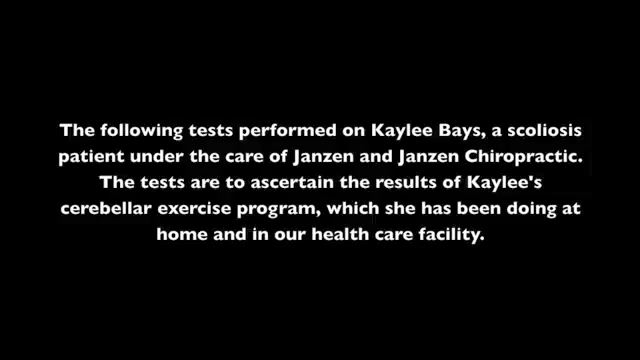 The following tests performed on Kaylee Bays, a scoliosis
patient under the care of Janzen and Janzen Chiropractic.
The tests are to ascertain the results of Kaylee's
cerebellar exercise program, which she has been doing at
home and in our health care facility.